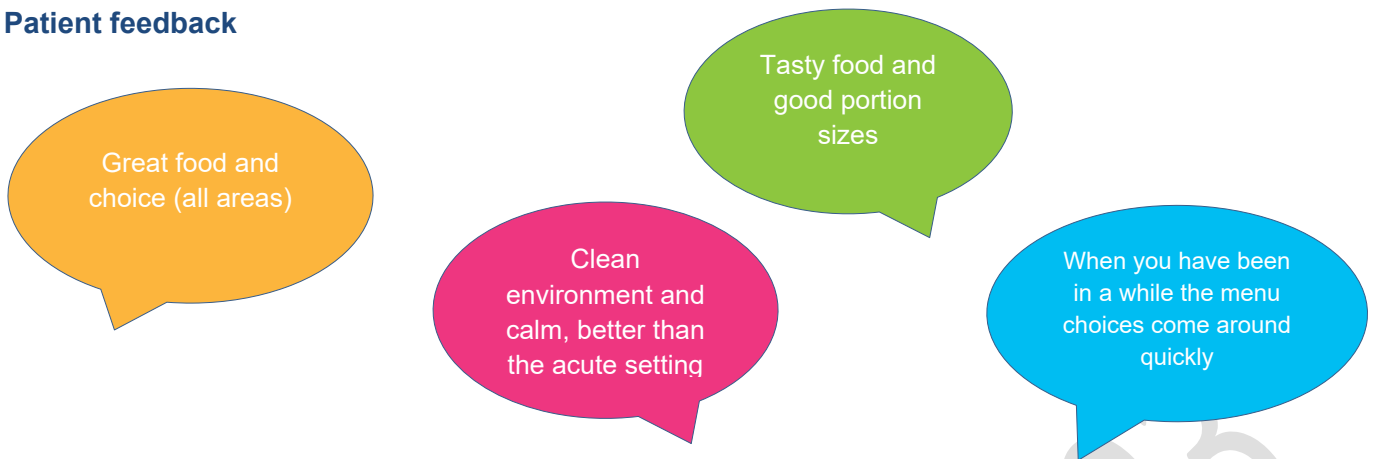 Patient feedback
Great food and
choice (all areas)
Clean
environment and
calm, better than
the acute setting
Tasty food and
good portion
sizes
When you have been
in a while the menu
choices come around
quickly